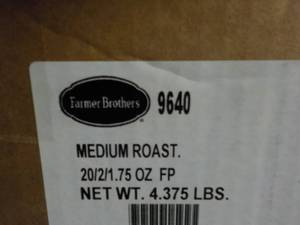 Farmer Brothers 9640
MEDIUM ROAST.
20/2/1.75 OZ FP
NET WT. 4.375 LBS.